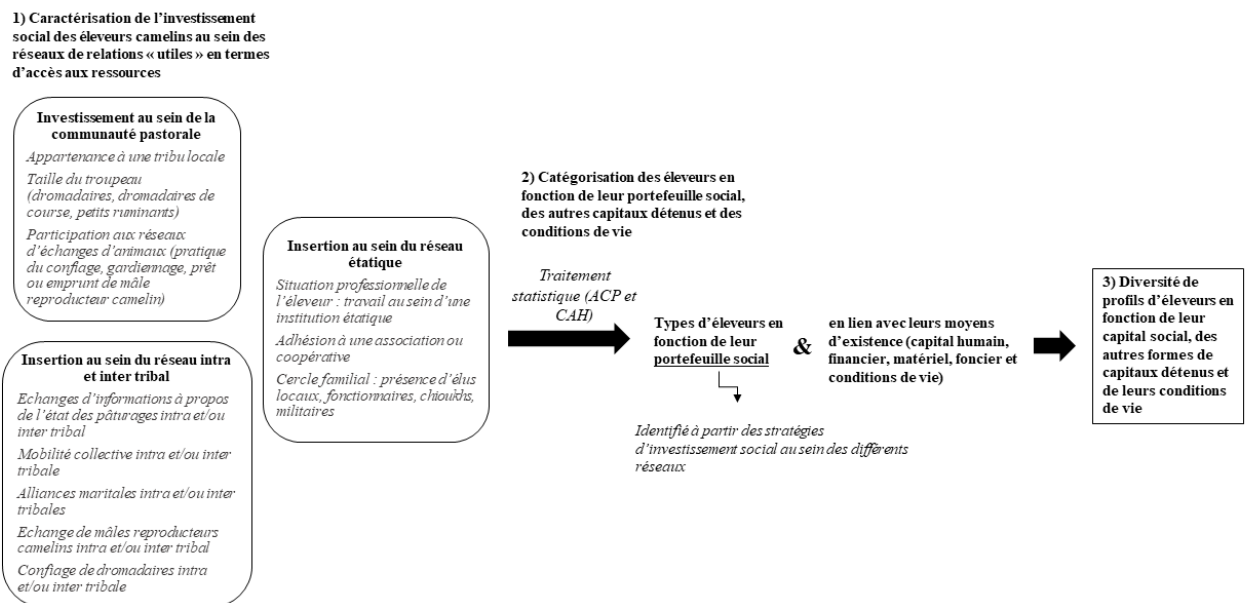 1) Caractérisation de l’investissement
social des éleveurs camelins au sein des
réseaux de relations « utiles » en termes
d’accès aux ressources
Investissement au sein de la
communauté pastorale
Appartenance à une tribu locale
Taille du troupeau
(dromadaires, dromadaires de
course, petits ruminants)
Participation aux réseaux
d’échanges d’animaux (pratique
du confiage, gardiennage, prêt
ou emprunt de mâle
reproducteur camelin)
Insertion au sein du réseau intra
et inter tribal
Echanges d’informations à propos
de l’état des pâturages intra et/ou
inter tribal
Mobilité collective intra et/ou inter
tribale
Alliances maritales intra et/ou inter
tribales
Echange de mâles reproducteurs
camelins intra et/ou inter tribal
Confiage de dromadaires intra
et/ou inter tribale
Insertion au sein du réseau
étatique
Situation professionnelle de
l’éleveur : travail au sein d’une
institution étatique
Adhésion à une association ou
coopérative
Cercle familial : présence d’élus
locaux, fonctionnaires, chioukhs,
militaires
2) Catégorisation des éleveurs en
fonction de leur portefeuille social,
des autres capitaux détenus et des
conditions de vie
Traitement
statistique (ACP et
CAH)
Types d’éleveurs en
fonction de leur
portefeuille social
&
en lien avec leurs moyens
d’existence (capital humain,
financier, matériel, foncier et
conditions de vie)
Identifié à partir des stratégies
d’investissement social au sein des différents
réseaux
3) Diversité de
profils d’éleveurs en
fonction de leur
capital social, des
autres formes de
capitaux détenus et
de leurs conditions
de vie